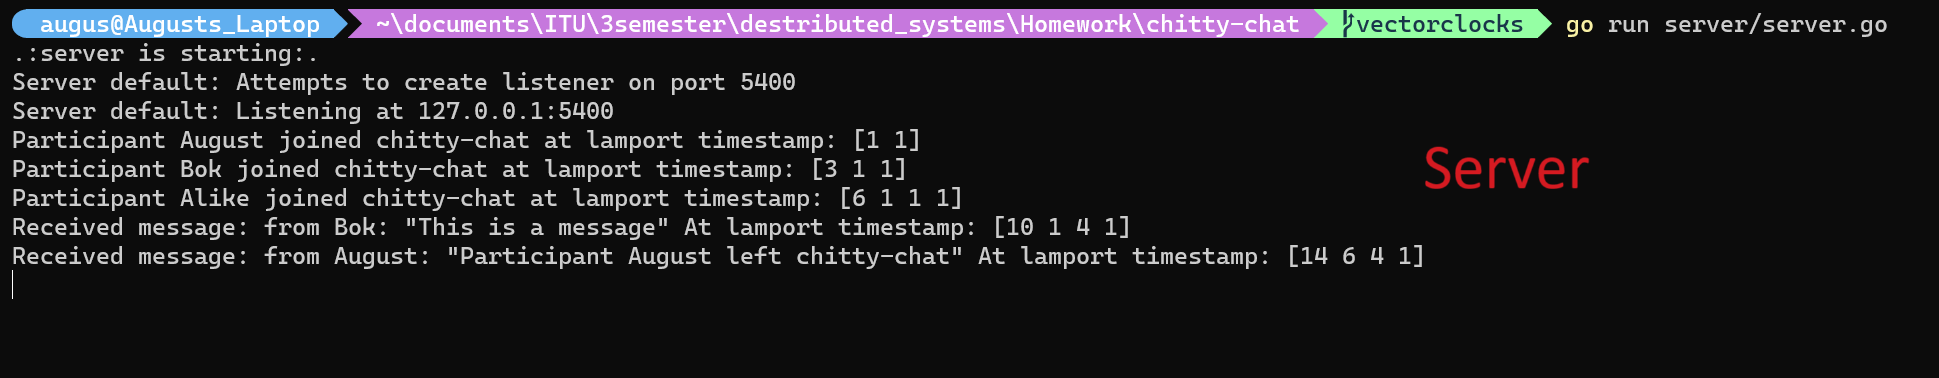 augus@Augusts_Laptop ~\documents\ITU\3semester\destributed_systems\Homework\chitty-chat vectorclocks go run server/server.go
.:server is starting:.
Server default: Attempts to create listener on port 5400
Server default: Listening at 127.0.0.1:5400
Participant August joined chitty-chat at lamport timestamp: [1 1]
Participant Bok joined chitty-chat at lamport timestamp: [3 1 1]
Participant Alike joined chitty-chat at lamport timestamp: [6 1 1 1]
Server
Received message: from Bok: "This is a message" At lamport timestamp: [10 1 4 1]
Received message: from August: "Participant August left chitty-chat" At lamport timestamp: [14 6 4 1]